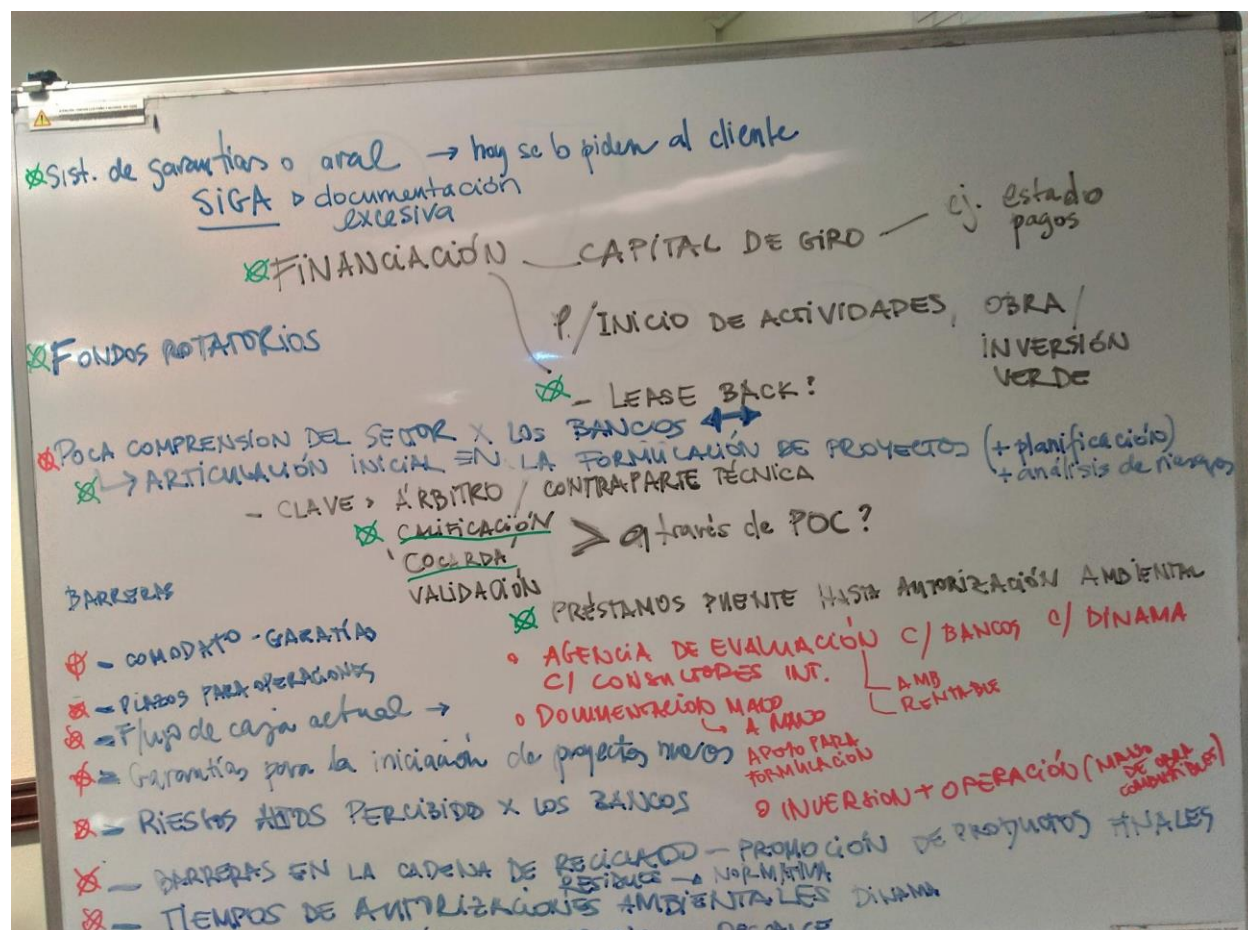 Sist. de garantías o aval → hoy se lo piden al cliente
SIGA ▷ documentación
excesiva
FINANCIACIÓN — CAPITAL DE GIRO — ej. estado
pagos
P./INICIO DE ACTIVIDADES, OBRA/
INVERSIÓN
VERDE
FONDOS ROTATORIOS
- LEASE BACK?
POCA COMPRENSION DEL SECTOR X LOS BANCOS ↔
↳ ARTICULACIÓN INICIAL EN LA FORMULACIÓN DE PROYECTOS (+ planificación)
+ análisis de riesgos
- CLAVE > ÁRBITRO / CONTRAPARTE TÉCNICA
CALIFICACIÓN
'COCARDA'
VALIDACIÓN
> a través de POC?
PRÉSTAMOS PUENTE HASTA AUTORIZACIÓN AMBIENTAL
BARRERAS
- COMODATO - GARATÍAS
- PLAZOS PARA OPERACIONES
- Flujo de caja actual →
- Garantías para la iniciación de proyectos nuevos
- RIESGOS ALTOS PERCIBIDO X LOS BANCOS
- BARRERAS EN LA CADENA DE RECICLADO - PROMOCIÓN DE PRODUCTOS FINALES
RESIDUOS → NORMATIVA
- TIEMPOS DE AUTORIZACIONES AMBIENTALES DINAMA
• AGENCIA DE EVALUACIÓN C/ BANCOS C/ DINAMA
C/ CONSULTORES INT.
AMB
RENTABLE
• DOCUMENTACIÓN
↳ A MANO
APOYO PARA
FORMULACIÓN
• INVERSION + OPERACIÓN (MANO
DE OBRA
COMBUSTIBLES)